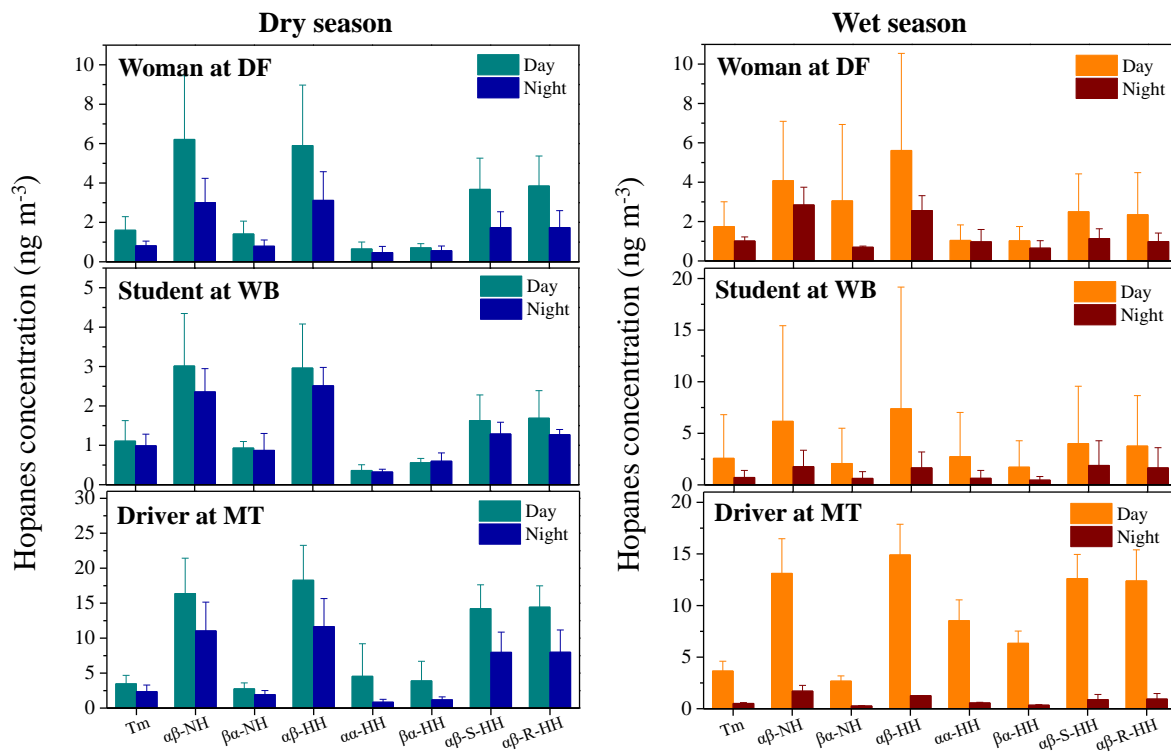 Dry season
Wet season
Hopanes concentration (ng m⁻³)
Woman at DF
Day
Night
10
8
6
4
2
0
Student at WB
Day
Night
5
4
3
2
1
0
Driver at MT
Day
Night
30
25
20
15
10
5
0
Tm αβ-NH βα-NH αβ-HH αα-HH βα-HH αβ-S-HH αβ-R-HH
Hopanes concentration (ng m⁻³)
Woman at DF
Day
Night
10
8
6
4
2
0
Student at WB
Day
Night
20
15
10
5
0
Driver at MT
Day
Night
20
15
10
5
0
Tm αβ-NH βα-NH αβ-HH αα-HH βα-HH αβ-S-HH αβ-R-HH